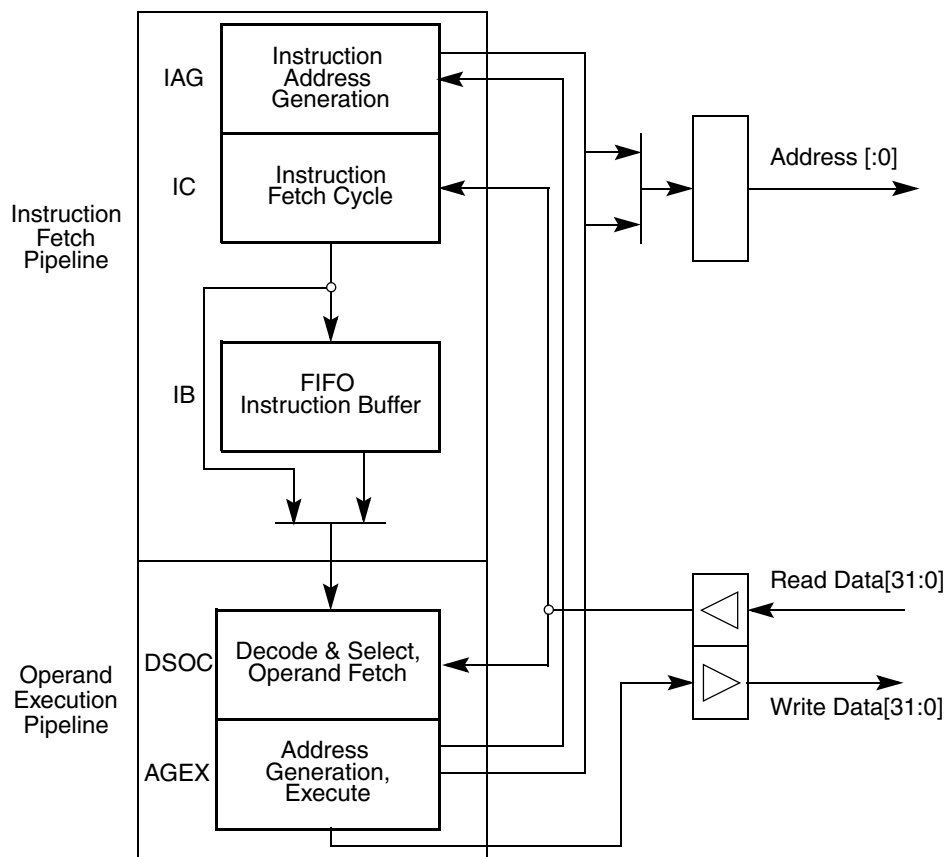 Instruction
Fetch Pipeline
IAG
Instruction
Address
Generation
IC
Instruction
Fetch Cycle
IB
FIFO
Instruction Buffer
Address [:0]
Operand
Execution
Pipeline
DSOC
Decode & Select,
Operand Fetch
AGEX
Address
Generation,
Execute
Read Data[31:0]
Write Data[31:0]